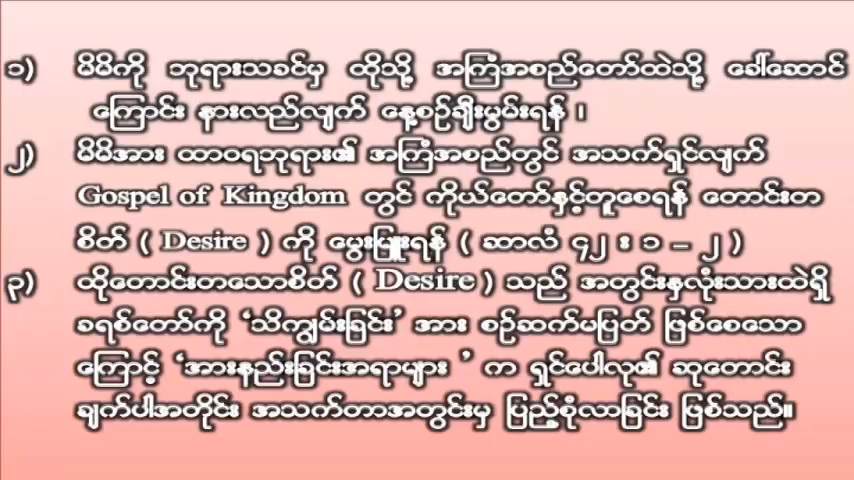 ၁) မိမိကို ဘုရားသခင်မှ ထိုသို့ အကြံအစည်တော်ထဲသို့ ခေါ်ဆောင်
ကြောင်း နားလည်လျက် နေ့စဉ်ချီးမွမ်းရန် ၊
၂) မိမိအား ထာဝရဘုရား၏ အကြံအစည်တွင် အသက်ရှင်လျက်
Gospel of Kingdom တွင် ကိုယ်တော်နှင့်တူစေရန် တောင်းတ
စိတ် ( Desire ) ကို မွေးမြူရန် ( ဆာလံ ၄၂ : ၁ – ၂ )
၃) ထိုတောင်းတသောစိတ် ( Desire ) သည် အတွင်းနှလုံးသားထဲရှိ
ခရစ်တော်ကို ‘သိကျွမ်းခြင်း’ အား စဉ်ဆက်မပြတ် ဖြစ်စေသော
ကြောင့် ‘အားနည်းခြင်းအရာများ ’ က ရှင်ပေါလု၏ ဆုတောင်း
ချက်ပါအတိုင်း အသက်တာအတွင်းမှ ပြည့်စုံလာခြင်း ဖြစ်သည်။